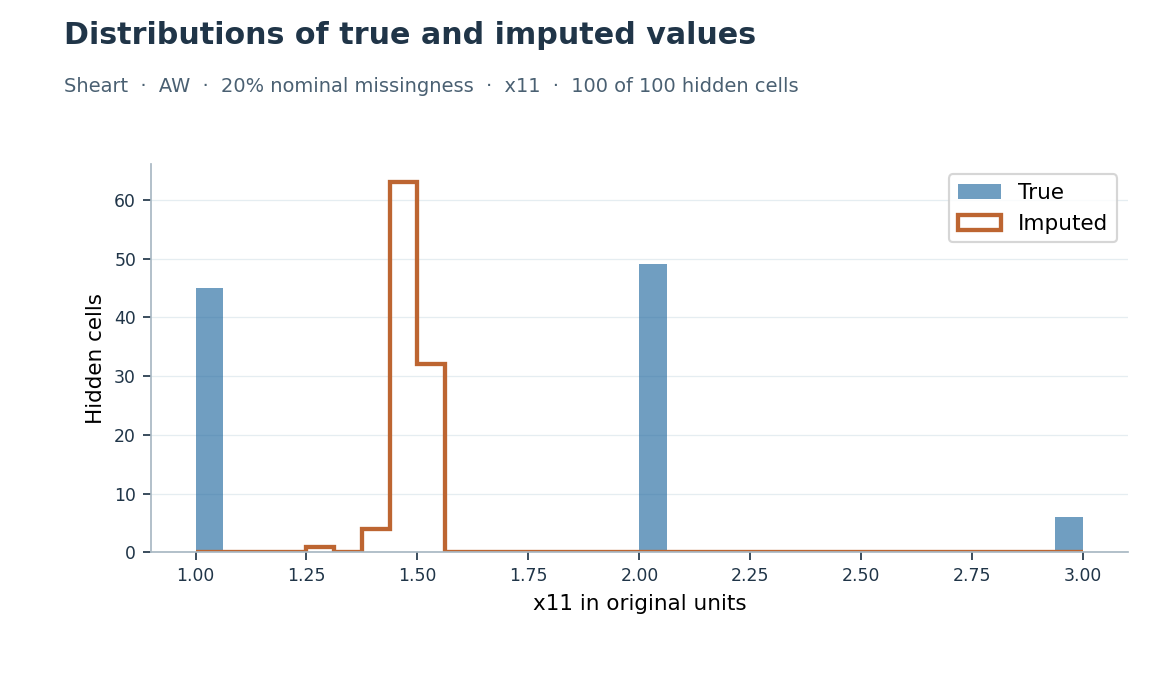 Distributions of true and imputed values
Sheart · AW · 20% nominal missingness · x11 · 100 of 100 hidden cells
True
Imputed
Hidden cells
60
50
40
30
20
10
0
1.00 1.25 1.50 1.75 2.00 2.25 2.50 2.75 3.00
x11 in original units